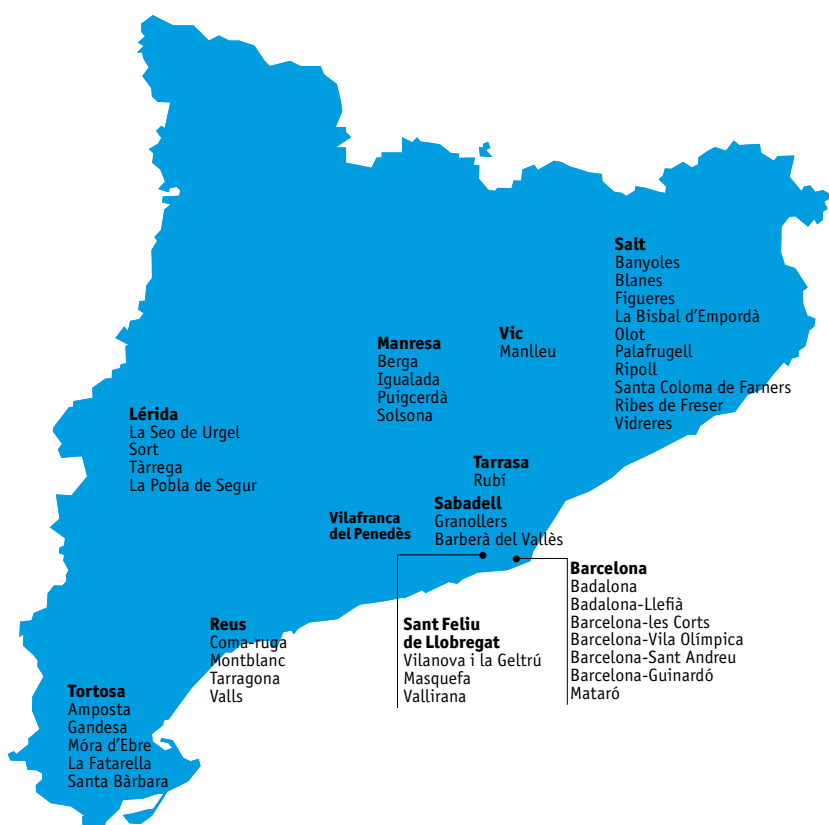 Salt
Banyoles
Blanes
Figueres
La Bisbal d’Empordà
Olot
Palafrugell
Ripoll
Santa Coloma de Farners
Ribes de Freser
Vidreres
Vic
Manlleu
Manresa
Berga
Igualada
Puigcerdà
Solsona
Lérida
La Seo de Urgel
Sort
Tàrrega
La Pobla de Segur
Tarrasa
Rubí
Sabadell
Granollers
Barberà del Vallès
Vilafranca
del Penedès
Barcelona
Badalona
Badalona-Llefià
Barcelona-les Corts
Barcelona-Vila Olímpica
Barcelona-Sant Andreu
Barcelona-Guinardó
Mataró
Sant Feliu
de Llobregat
Vilanova i la Geltrú
Masquefa
Vallirana
Reus
Coma-ruga
Montblanc
Tarragona
Valls
Tortosa
Amposta
Gandesa
Móra d’Ebre
La Fatarella
Santa Bàrbara